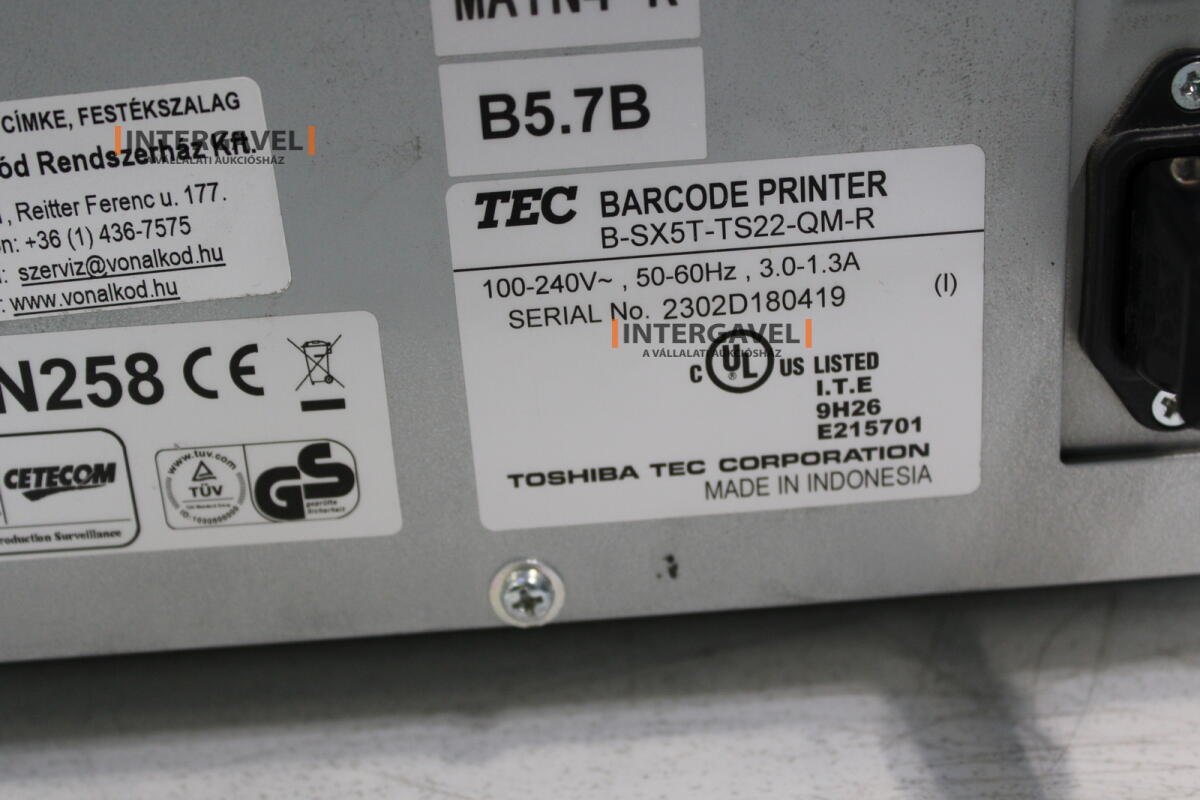 B5.7B
CÍMKE, FESTÉKSZALAG
ód Rendszerház Kft.
, Reitter Ferenc u. 177.
n: +36 (1) 436-7575
: szerviz@vonalkod.hu
: www.vonalkod.hu
INTERGAVEL
A VÁLLALATI AUKCIÓSHÁZ
TEC BARCODE PRINTER
B-SX5T-TS22-QM-R
100-240V~ , 50-60Hz , 3.0-1.3A
(I)
SERIAL No. 2302D180419
INTERGAVEL
A VÁLLALATI AUKCIÓSHÁZ
C UL ® US LISTED
I.T.E
9H26
E215701
TOSHIBA TEC CORPORATION
MADE IN INDONESIA
N258 CE
CETECOM
roduction Surveillance
www.tuv.com
TÜV
GS
geprüfte
Sicherheit